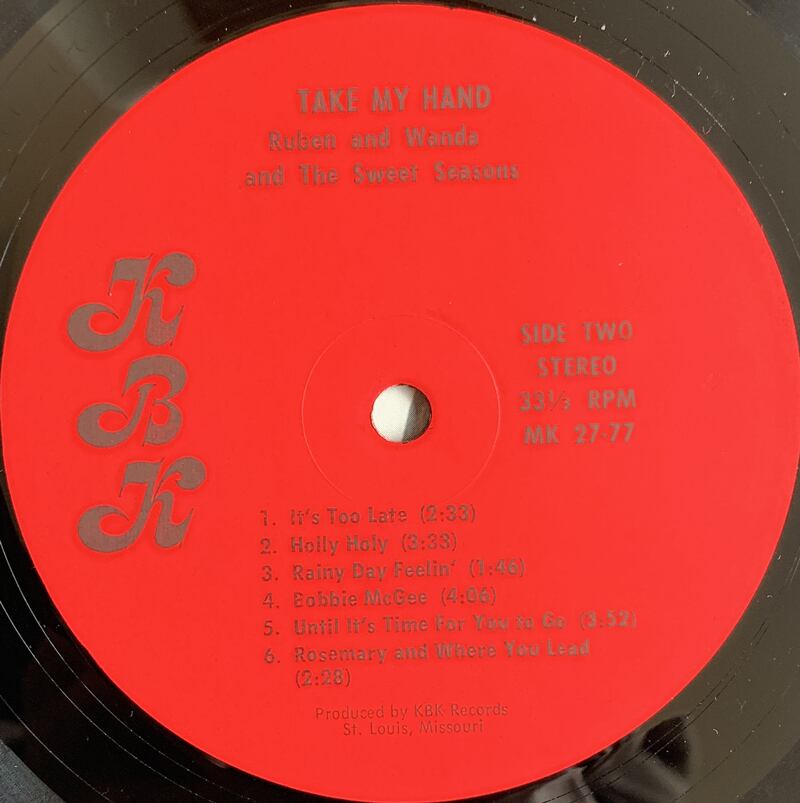 TAKE MY HAND
Ruben and Wanda
and The Sweet Seasons
K
B
K
SIDE TWO
STEREO
33⅓ RPM
MK 27-77
1. It's Too Late (2:33)
2. Holly Holy (3:33)
3. Rainy Day Feelin' (1:46)
4. Bobbie McGee (4:06)
5. Until It's Time For You to Go (3:52)
6. Rosemary and Where You Lead
(2:28)
Produced by KBK Records
St. Louis, Missouri